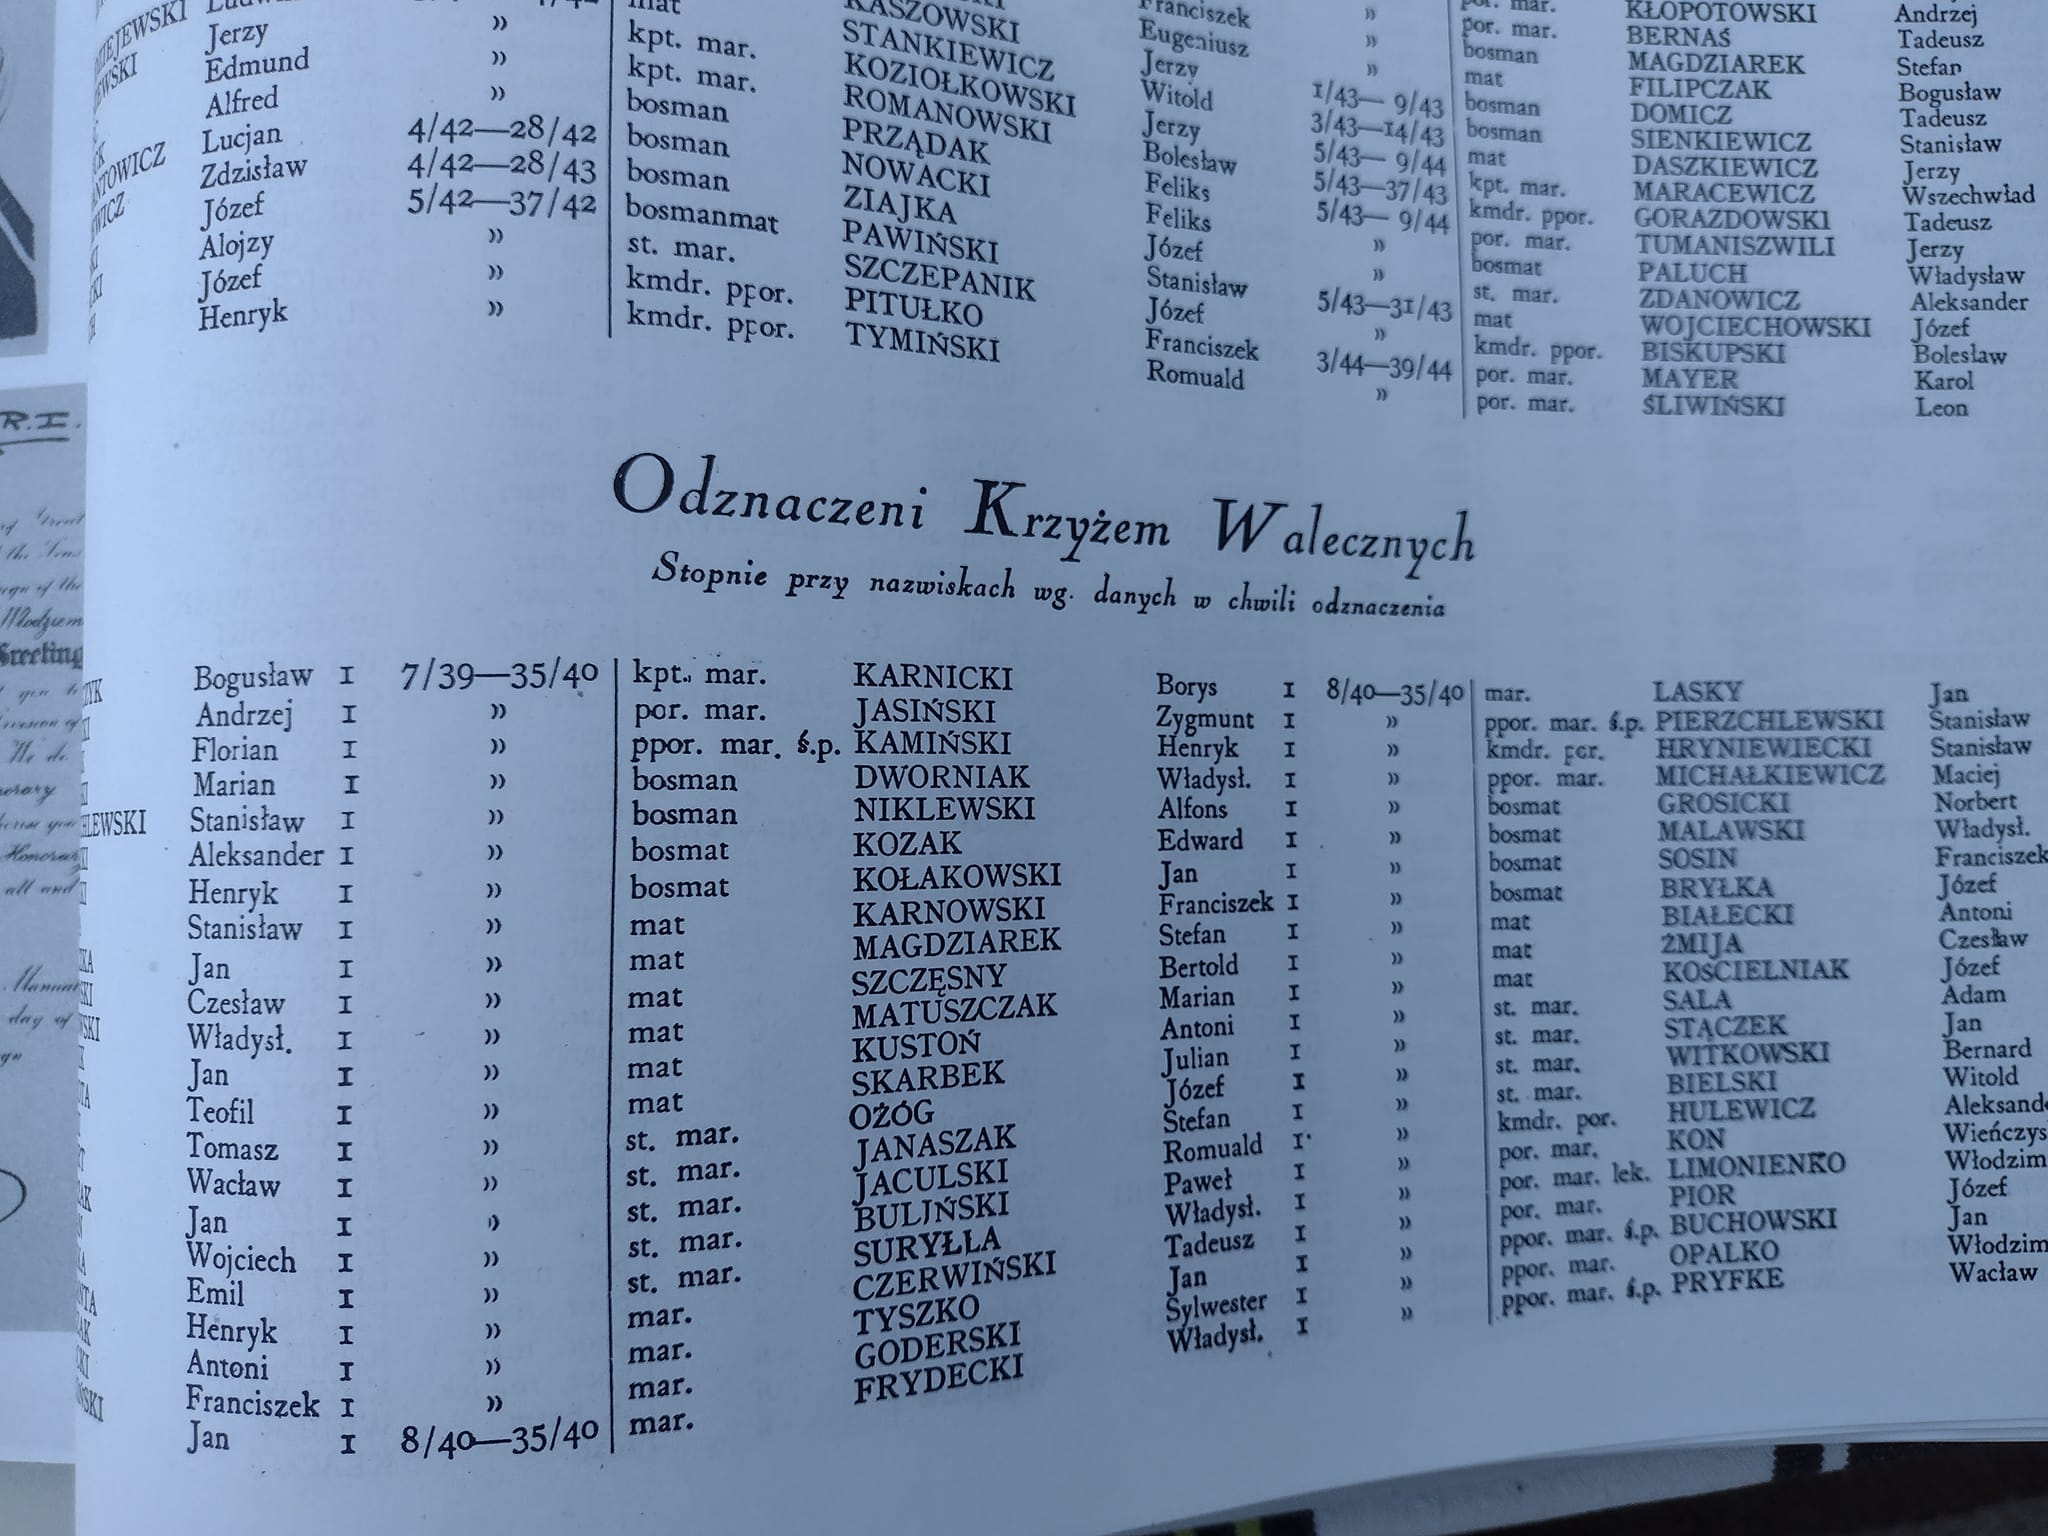 Jerzy »
Edmund »
Alfred »
Lucjan 4/42—28/42
Zdzisław 4/42—28/43
Józef 5/42—37/42
Alojzy »
Józef »
Henryk »
KASZOWSKI Jerzy
mat STANKIEWICZ Witold 3/43—14/43
kpt. mar. KOZIOŁKOWSKI Jerzy 5/43— 9/44
kpt. mar. ROMANOWSKI Bolesław 5/43—37/43
bosman PRZĄDAK Feliks 5/43— 9/44
bosman NOWACKI Feliks »
bosman ZIAJKA Józef »
bosmanmat PAWIŃSKI Stanisław 5/43—31/43
st. mar. SZCZEPANIK Józef »
kmdr. ppor. PITUŁKO Franciszek 3/44—39/44
kmdr. ppor. TYMIŃSKI Romuald »
por. mar. KŁOPOTOWSKI Andrzej
por. mar. BERNAŚ Tadeusz
bosman MAGDZIAREK Stefan
mat FILIPCZAK Bogusław
bosman DOMICZ Tadeusz
bosman SIENKIEWICZ Stanisław
mat DASZKIEWICZ Jerzy
kpt. mar. MARACEWICZ Wszechwład
kmdr. ppor. GORAZDOWSKI Tadeusz
por. mar. TUMANISZWILI Jerzy
bosmat PALUCH Władysław
st. mar. ZDANOWICZ Aleksander
mat WOJCIECHOWSKI Józef
kmdr. ppor. BISKUPSKI Bolesław
por. mar. MAYER Karol
por. mar. ŚLIWIŃSKI Leon
Odznaczeni Krzyżem Walecznych
Stopnie przy nazwiskach wg. danych w chwili odznaczenia
Bogusław I 7/39—35/40
Andrzej I »
Florian I »
Marian I »
Stanisław I »
Aleksander I »
Henryk I »
Stanisław I »
Jan I »
Czesław I »
Władysł. I »
Jan I »
Teofil I »
Tomasz I »
Wacław I »
Jan I »
Wojciech I »
Emil I »
Henryk I »
Antoni I »
Franciszek I »
Jan I 8/40—35/40
kpt. mar. KARNICKI Borys I 8/40—35/40
por. mar. JASIŃSKI Zygmunt I »
ppor. mar. ś.p. KAMIŃSKI Henryk I »
bosman DWORNIAK Władysł. I »
bosman NIKLEWSKI Alfons I »
bosmat KOZAK Edward I »
bosmat KOŁAKOWSKI Jan I »
mat KARNOWSKI Franciszek I »
mat MAGDZIAREK Stefan I »
mat SZCZĘSNY Bertold I »
mat MATUSZCZAK Marian I »
mat KUSTOŃ Antoni I »
mat SKARBEK Julian I »
st. mar. OŻÓG Józef I »
st. mar. JANASZAK Stefan I »
st. mar. JACULSKI Romuald I »
st. mar. BULIŃSKI Paweł I »
st. mar. SURYŁŁA Władysł. I »
mar. CZERWIŃSKI Tadeusz I »
mar. TYSZKO Jan I »
mar. GODERSKI Sylwester I »
mar. FRYDECKI Władysł. I »
mar. LASKY Jan
ppor. mar. ś.p. PIERZCHLEWSKI Stanisław
kmdr. por. HRYNIEWIECKI Stanisław
ppor. mar. MICHAŁKIEWICZ Maciej
bosmat GROSICKI Norbert
bosmat MALAWSKI Władysł.
bosmat SOSIN Franciszek
bosmat BRYŁKA Józef
mat BIAŁECKI Antoni
mat ŻMIJA Czesław
mat KOŚCIELNIAK Józef
st. mar. SALA Adam
st. mar. STĄCZEK Jan
st. mar. WITKOWSKI Bernard
st. mar. BIELSKI Witold
kmdr. por. HULEWICZ
por. mar. KON
por. mar. lek. LIMONIENKO Włodzim
por. mar. PIOR Józef
ppor. mar. ś.p. BUCHOWSKI Jan
ppor. mar. OPALKO Włodzim
ppor. mar. ś.p. PRYFKE Wacław